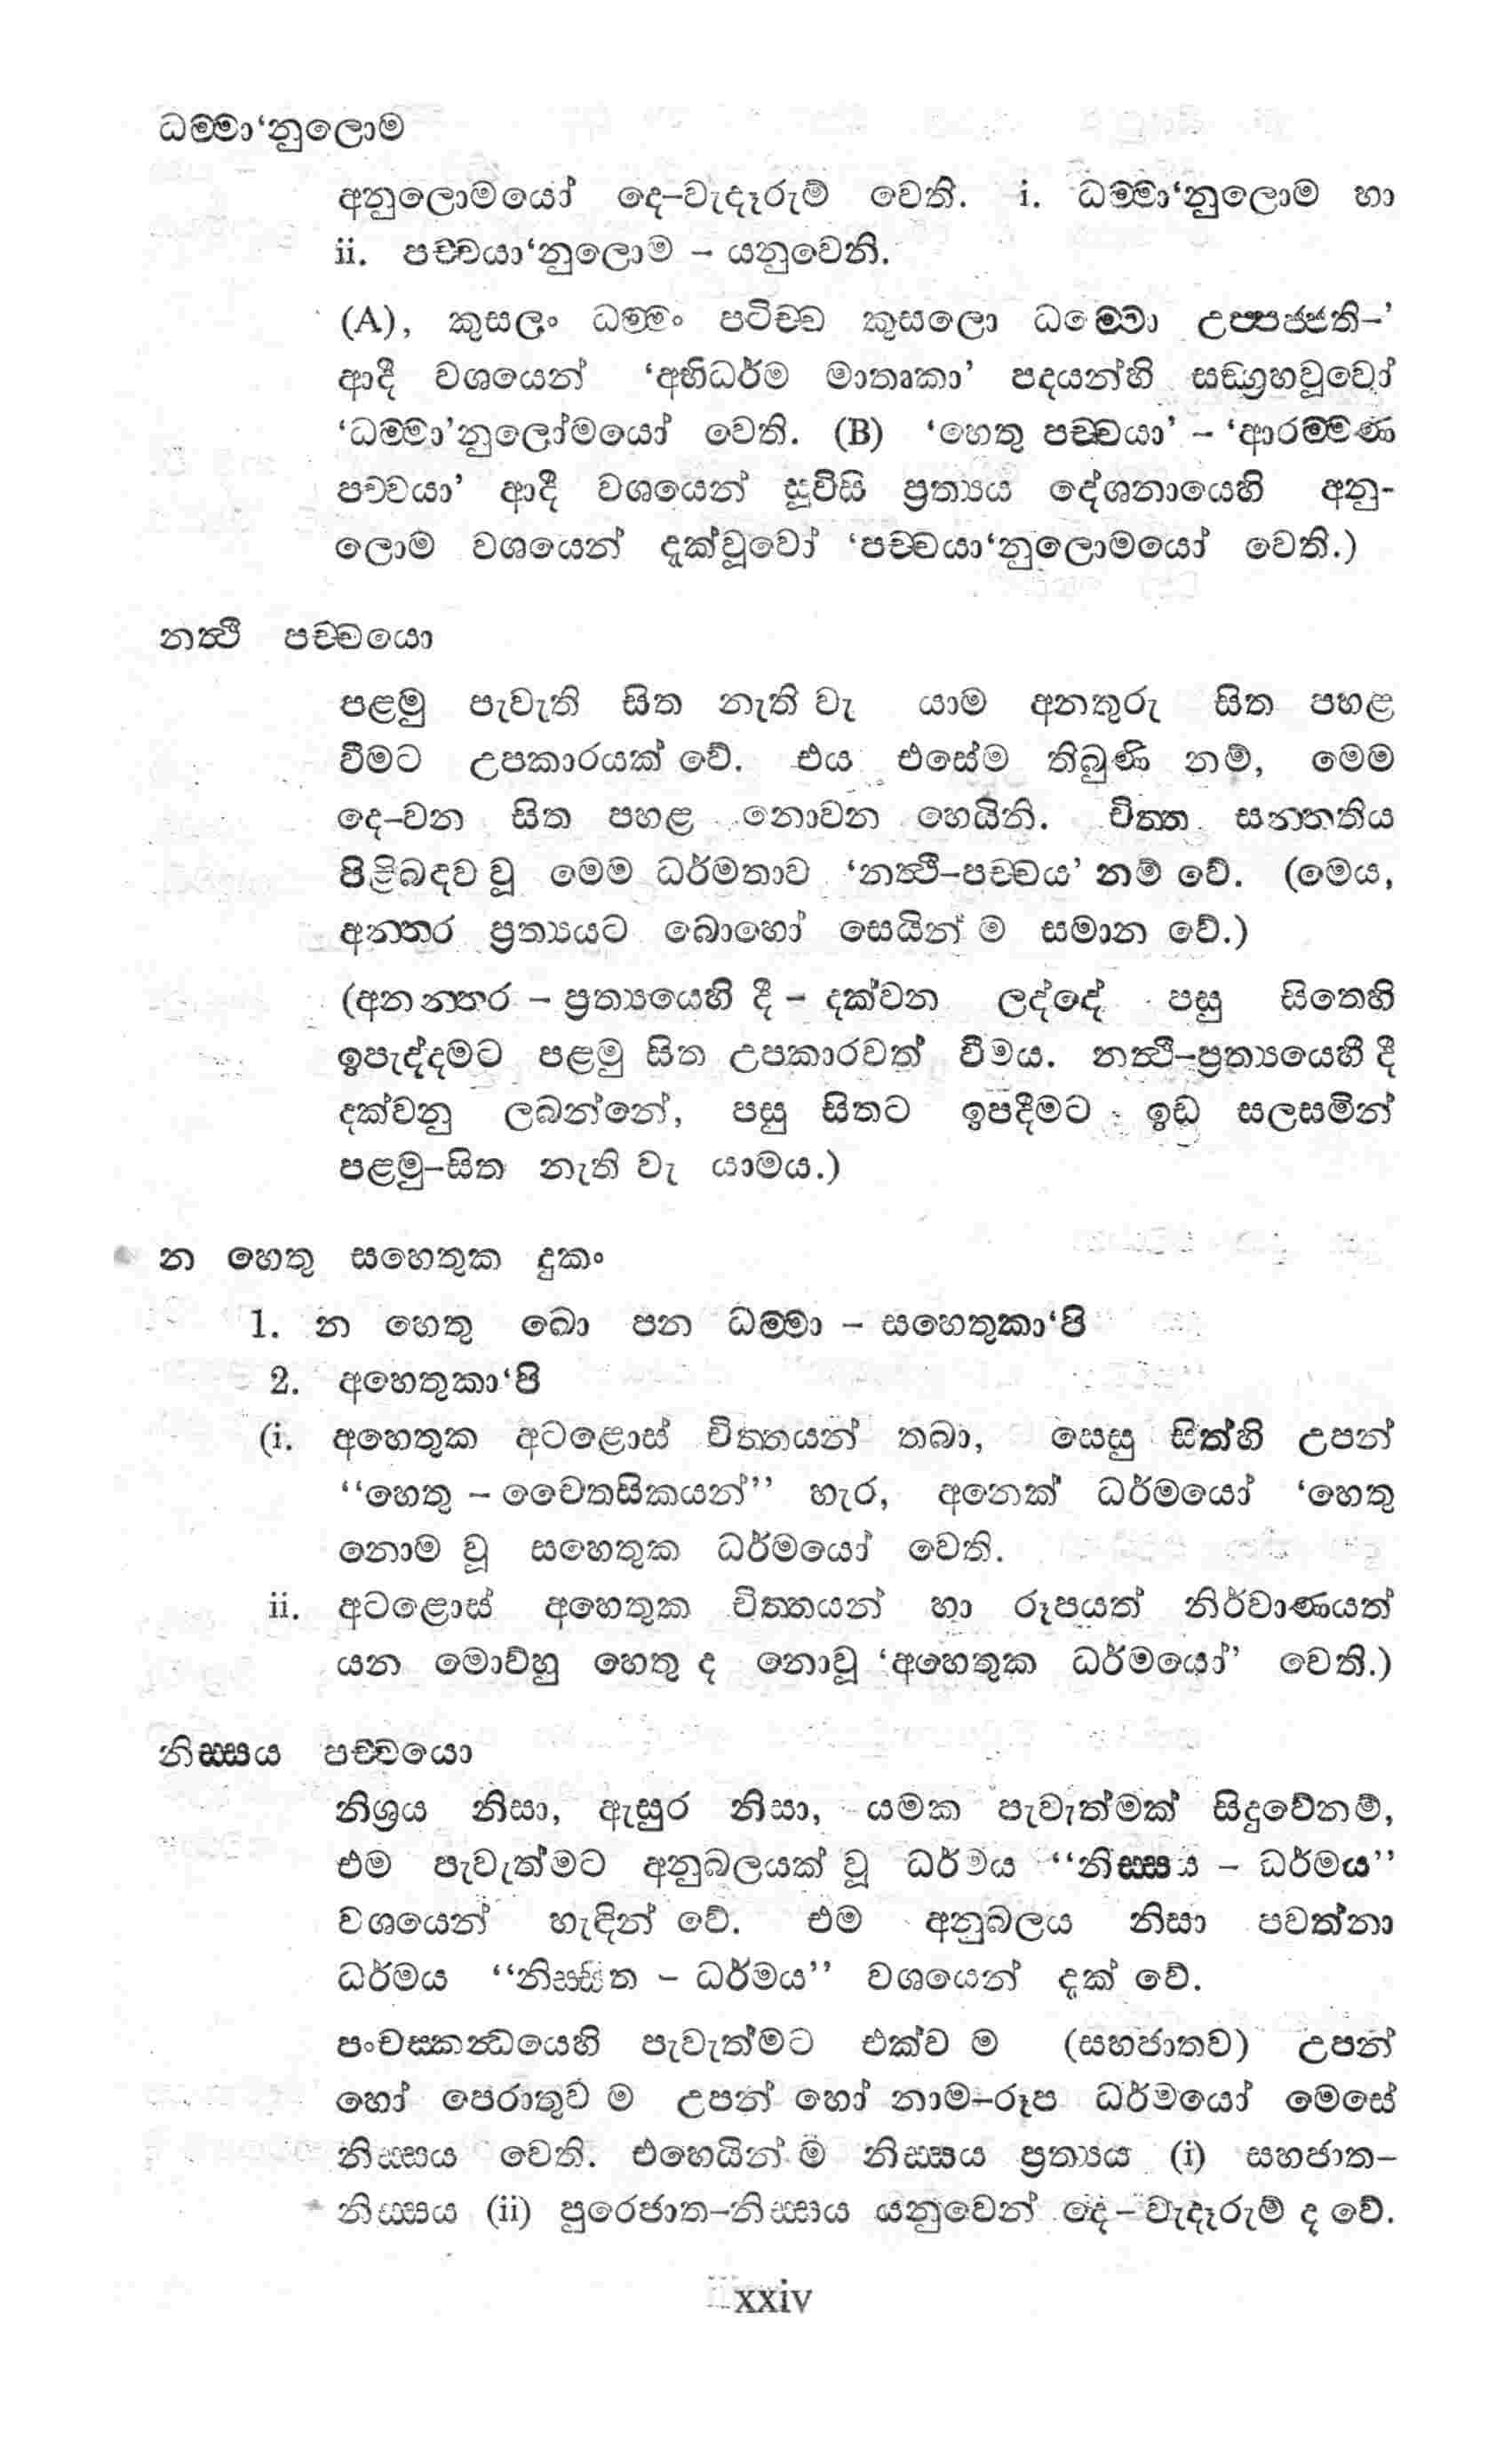 ධම්මා‘නුලොම
අනුලොමයෝ දෙ–වැදෑරුම් වෙති. i. ධම්මා‘නුලොම හා
ii. පච්චයා‘නුලොම – යනුවෙනි.
(A), කුසලං ධම්මං පටිච්ච කුසලො ධම්මො උප්පජ්ජති–’
ආදී වශයෙන් ‘අභිධර්ම මාතෘකා’ පදයන්හි සඞ්ග්‍රහවූවෝ
‘ධම්මා’නුලෝමයෝ වෙති. (B) ‘හෙතු පච්චයා’ – ‘ආරම්මණ
පච්චයා’ ආදී වශයෙන් සූවිසි ප්‍රත්‍යය දේශනායෙහි අනු-
ලොම වශයෙන් දැක්වූවෝ ‘පච්චයා‘නුලොමයෝ වෙති.)
නත්ථි පච්චයො
පළමු පැවැති සිත නැති වැ යාම අනතුරු සිත පහළ
වීමට උපකාරයක් වේ. එය එසේම තිබුණි නම්, මෙම
දෙ–වන සිත පහළ නොවන හෙයිනි. චිත්ත සන්තතිය
පිළිබදව වූ මෙම ධර්මතාව ‘නත්ථි–පච්චය’ නම් වේ. (මෙය,
අනන්තර ප්‍රත්‍යයට බොහෝ සෙයින් ම සමාන වේ.)
(අනන්තර – ප්‍රත්‍යයෙහි දී – දක්වන ලද්දේ පසු සිතෙහි
ඉපැද්දමට පළමු සිත උපකාරවත් වීමය. නත්ථි–ප්‍රත්‍යයෙහි දී
දක්වනු ලබන්නේ, පසු සිතට ඉපදීමට ඉඩ සලසමින්
පළමු–සිත නැති වැ යාමය.)
න හෙතු සහෙතුක දුකං
1. න හෙතු ඛො පන ධම්මා – සහෙතුකා‘පි
2. අහෙතුකා‘පි
(i. අහෙතුක අටළොස් චිත්තයන් තබා, සෙසු සිත්හි උපන්
“හෙතු – චෛතසිකයන්” හැර, අනෙක් ධර්මයෝ ‘හෙතු
නොම වූ සහෙතුක ධර්මයෝ වෙති.
ii. අටළොස් අහෙතුක චිත්තයන් හා රූපයත් නිර්වාණයත්
යන මොව්හු හෙතු ද නොවූ ‘අහෙතුක ධර්මයෝ’ වෙති.)
නිස්සය පච්චයො
නිශ්‍රය නිසා, ඇසුර නිසා, යමක පැවැත්මක් සිදුවේනම්,
එම පැවැත්මට අනුබලයක් වූ ධර්මය “නිස්සය – ධර්මය”
වශයෙන් හැඳින් වේ. එම අනුබලය නිසා පවත්නා
ධර්මය “නිස්සිත – ධර්මය” වශයෙන් දැක් වේ.
පංචස්කන්ධයෙහි පැවැත්මට එක්ව ම (සහජාතව) උපන්
හෝ පෙරාතුව ම උපන් හෝ නාම–රූප ධර්මයෝ මෙසේ
නිස්සය වෙති. එහෙයින් ම නිස්සය ප්‍රත්‍යය (i) සහජාත–
නිස්සය (ii) පුරෙජාත–නිස්සය යනුවෙන් දෙ–වැදෑරුම් ද වේ.
xxiv